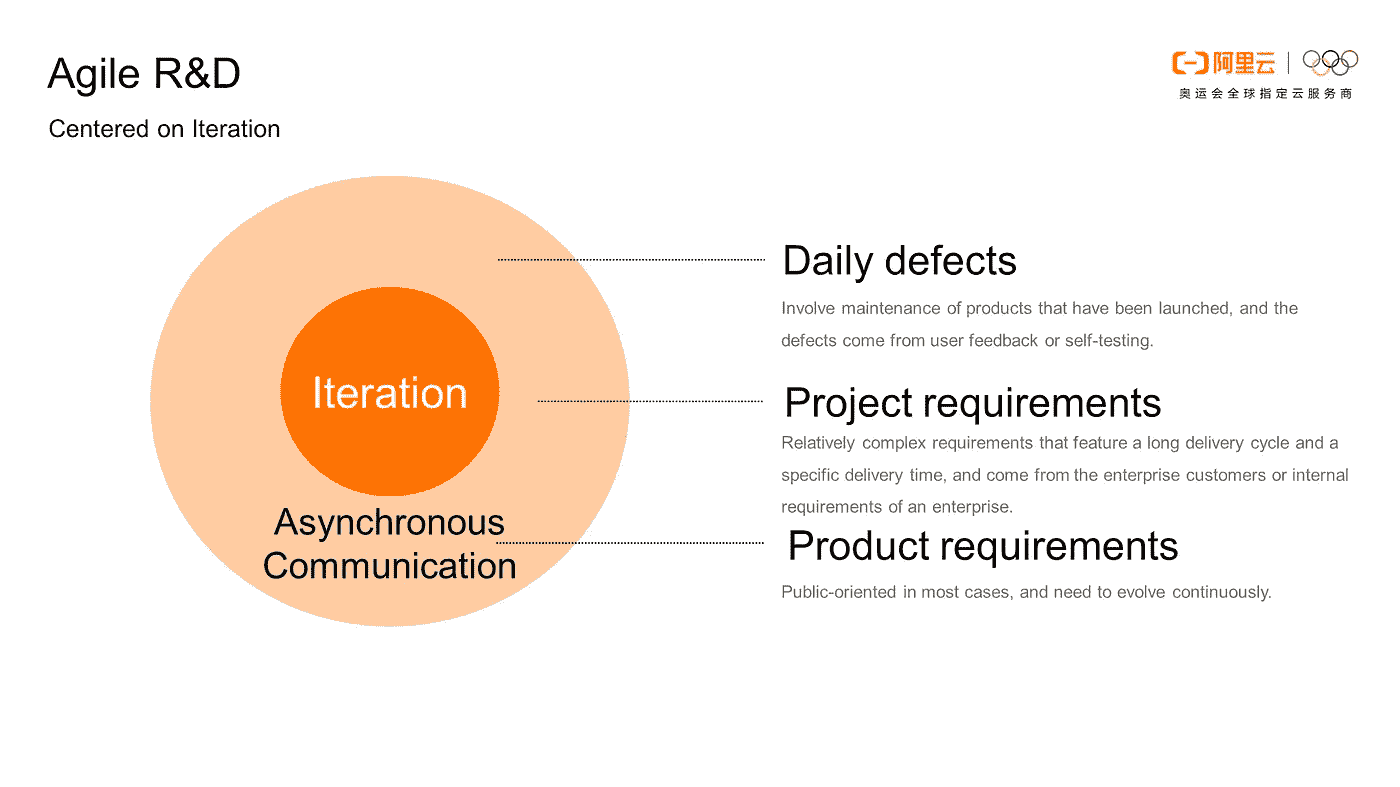 Agile R&D
阿里云
奥运会全球指定云服务商
Centered on Iteration
Iteration
Asynchronous
Communication
Daily defects
Involve maintenance of products that have been launched, and the
defects come from user feedback or self-testing.
Project requirements
Relatively complex requirements that feature a long delivery cycle and a
specific delivery time, and come from the enterprise customers or internal
requirements of an enterprise.
Product requirements
Public-oriented in most cases, and need to evolve continuously.